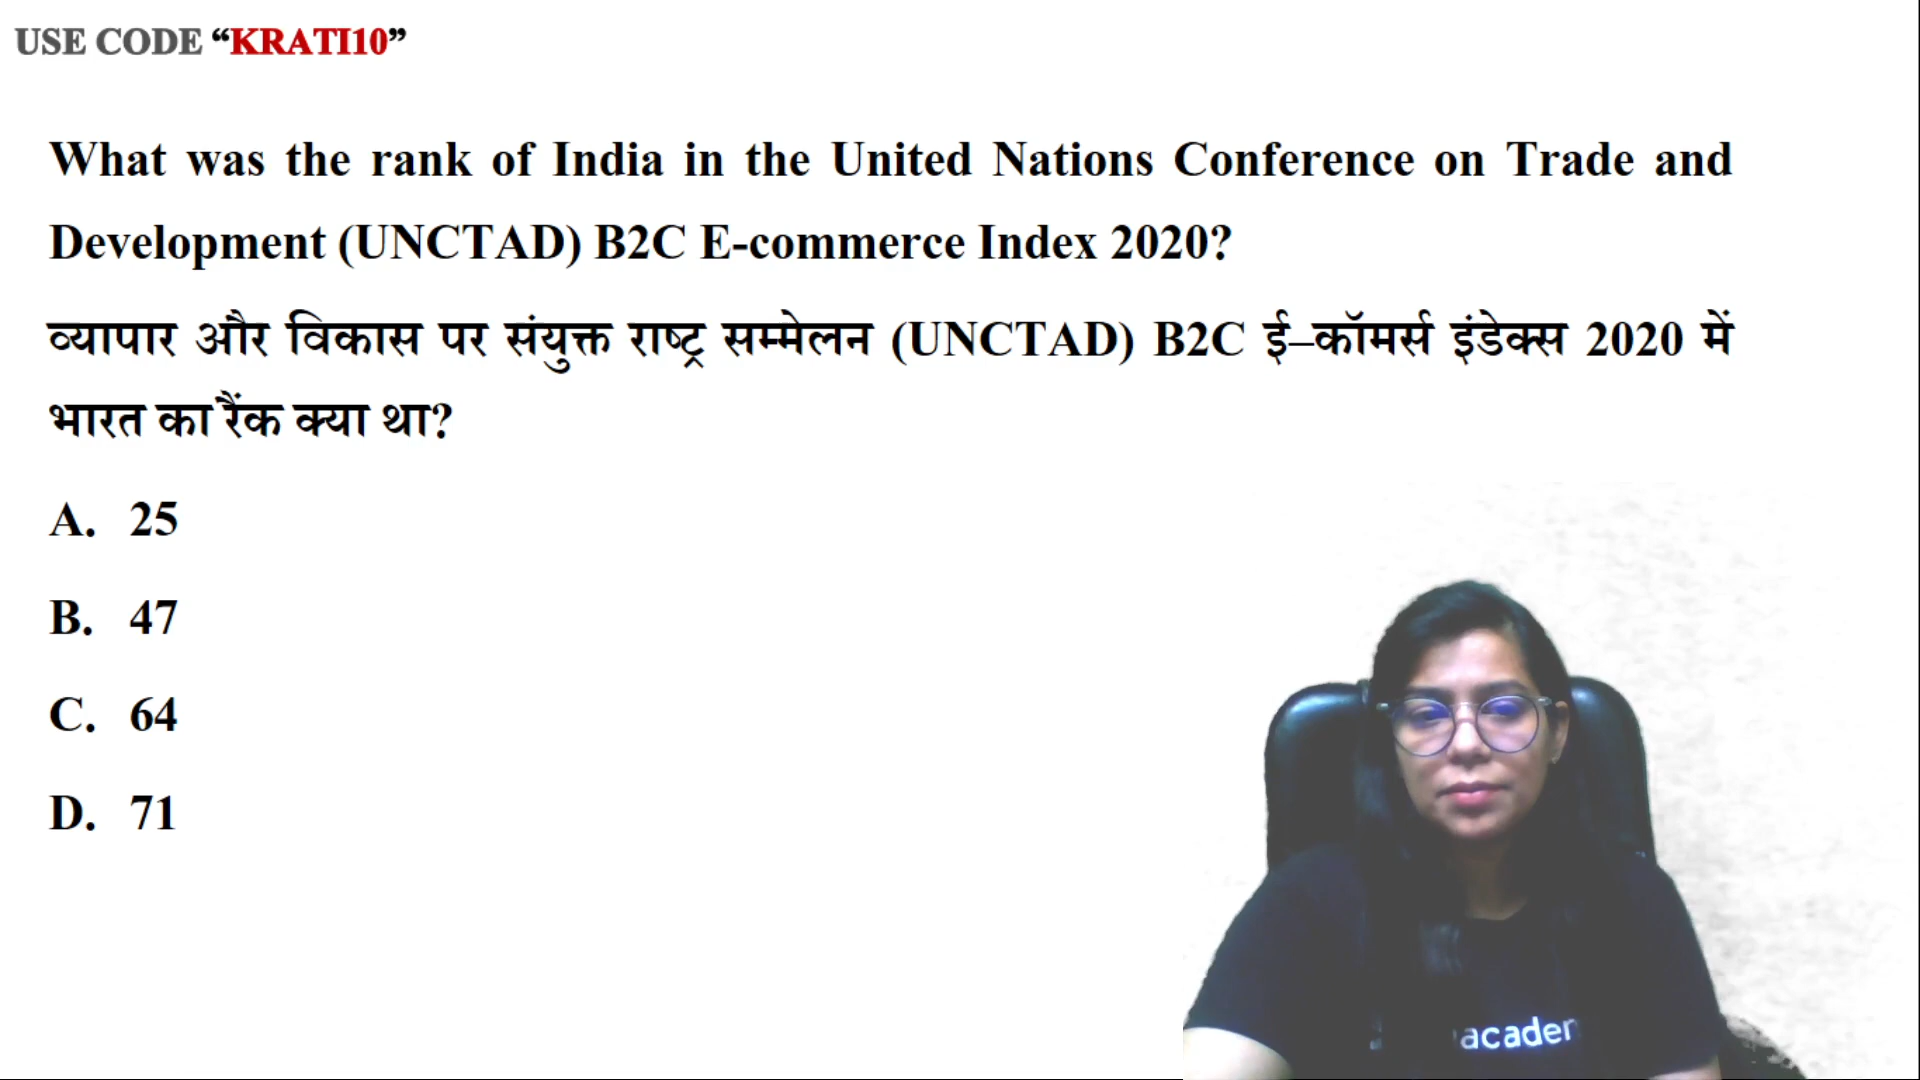 USE CODE “KRATI10”
What was the rank of India in the United Nations Conference on Trade and
Development (UNCTAD) B2C E-commerce Index 2020?
व्यापार और विकास पर संयुक्त राष्ट्र सम्मेलन (UNCTAD) B2C ई–कॉमर्स इंडेक्स 2020 में
भारत का रैंक क्या था?
A. 25
B. 47
C. 64
D. 71